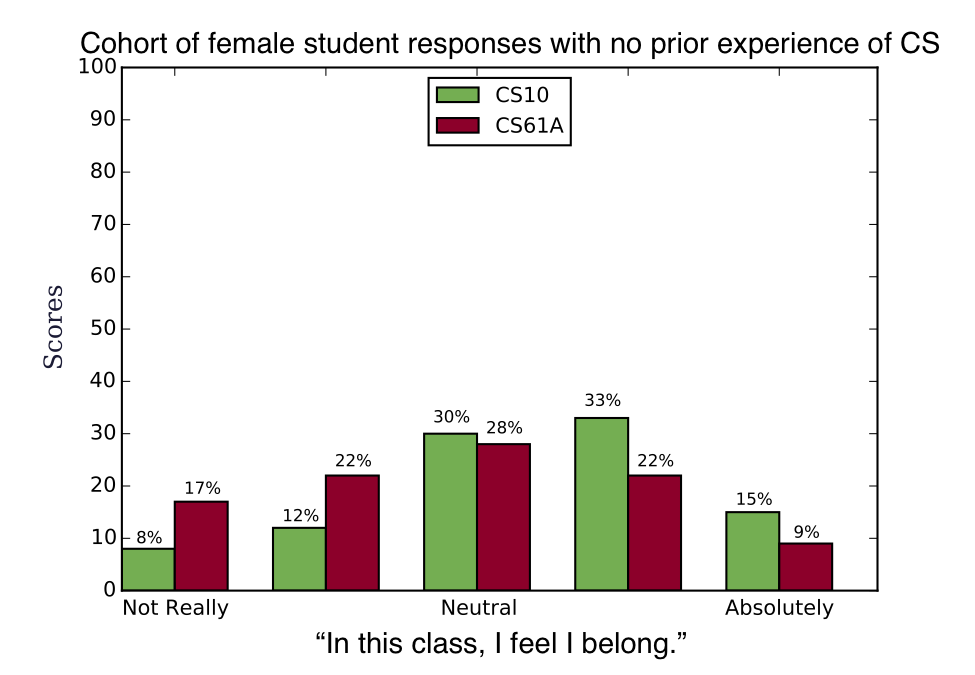 Cohort of female student responses with no prior experience of CS
CS10
CS61A
100
90
80
70
60
50
40
30
20
10
0
Scores
8%
17%
12%
22%
30%
28%
33%
22%
15%
9%
Not Really
Neutral
Absolutely
“In this class, I feel I belong.”